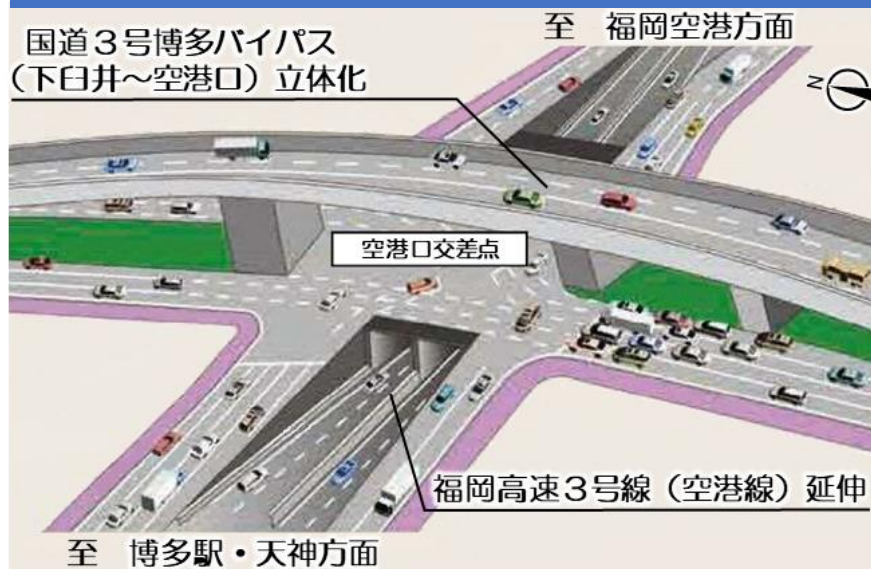 至 福岡空港方面
国道３号博多バイパス
（下臼井～空港口）立体化
N
空港口交差点
福岡高速３号線（空港線）延伸
至 博多駅・天神方面